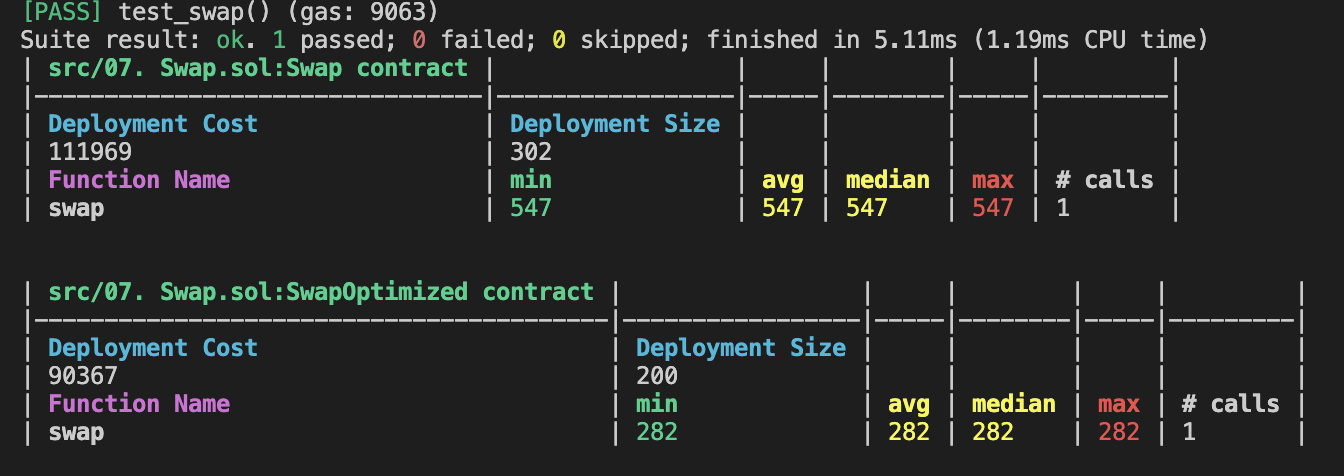 [PASS] test_swap() (gas: 9063)
Suite result: ok. 1 passed; 0 failed; 0 skipped; finished in 5.11ms (1.19ms CPU time)
| src/07. Swap.sol:Swap contract | | | | | |
|--------------------------------|-----------------|-----|--------|-----|---------|
| Deployment Cost | Deployment Size | | | | |
| 111969 | 302 | | | | |
| Function Name | min | avg | median | max | # calls |
| swap | 547 | 547 | 547 | 547 | 1 |
| src/07. Swap.sol:SwapOptimized contract | | | | | |
|-----------------------------------------|-----------------|-----|--------|-----|---------|
| Deployment Cost | Deployment Size | | | | |
| 90367 | 200 | | | | |
| Function Name | min | avg | median | max | # calls |
| swap | 282 | 282 | 282 | 282 | 1 |